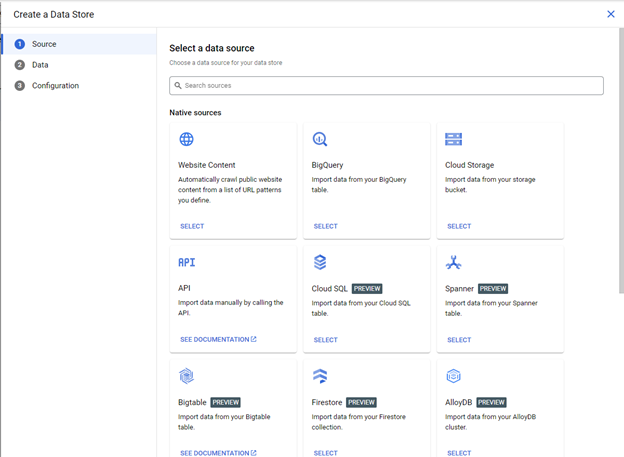 Create a Data Store
1 Source
2 Data
3 Configuration
Select a data source
Choose a data source for your data store
Search sources
Native sources
Website Content
Automatically crawl public website
content from a list of URL patterns
you define.
SELECT
BigQuery
Import data from your BigQuery
table.
SELECT
Cloud Storage
Import data from your storage
bucket.
SELECT
API
API
Import data manually by calling the
API.
SEE DOCUMENTATION
Cloud SQL PREVIEW
Import data from your Cloud SQL
table.
SELECT
Spanner PREVIEW
Import data from your Spanner
table.
SELECT
Bigtable PREVIEW
Import data from your Bigtable
table.
SEE DOCUMENTATION
Firestore PREVIEW
Import data from your Firestore
collection.
SELECT
AlloyDB PREVIEW
Import data from your AlloyDB
cluster.
SELECT